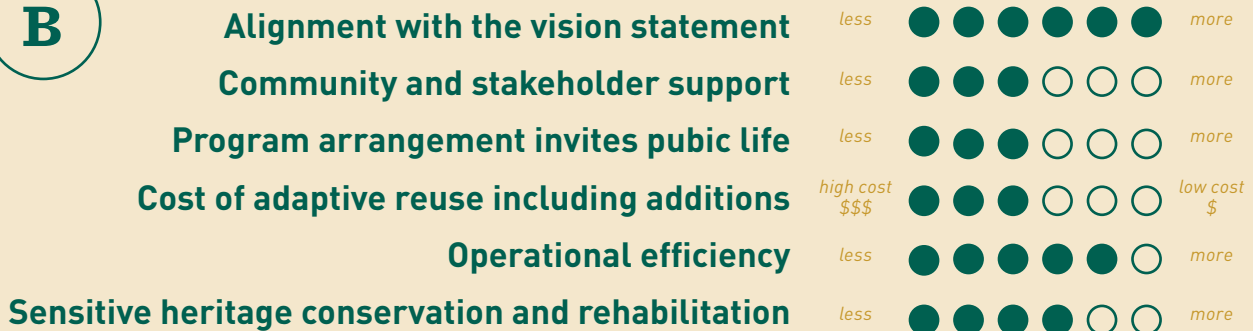 B
Alignment with the vision statement less more
Community and stakeholder support less more
Program arrangement invites pubic life less more
Cost of adaptive reuse including additions high cost $$$ low cost $
Operational efficiency less more
Sensitive heritage conservation and rehabilitation less more